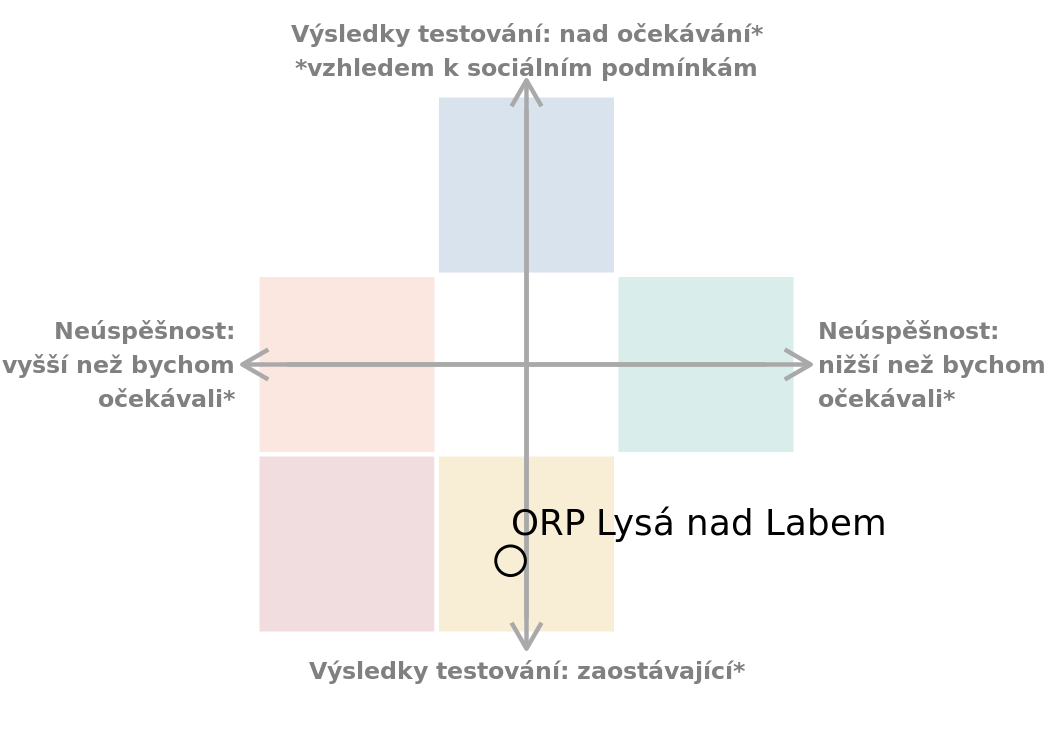 Výsledky testování: nad očekávání*
*vzhledem k sociálním podmínkám
Neúspěšnost:
vyšší než bychom
očekávali*
Neúspěšnost:
nižší než bychom
očekávali*
ORP Lysá nad Labem
Výsledky testování: zaostávající*